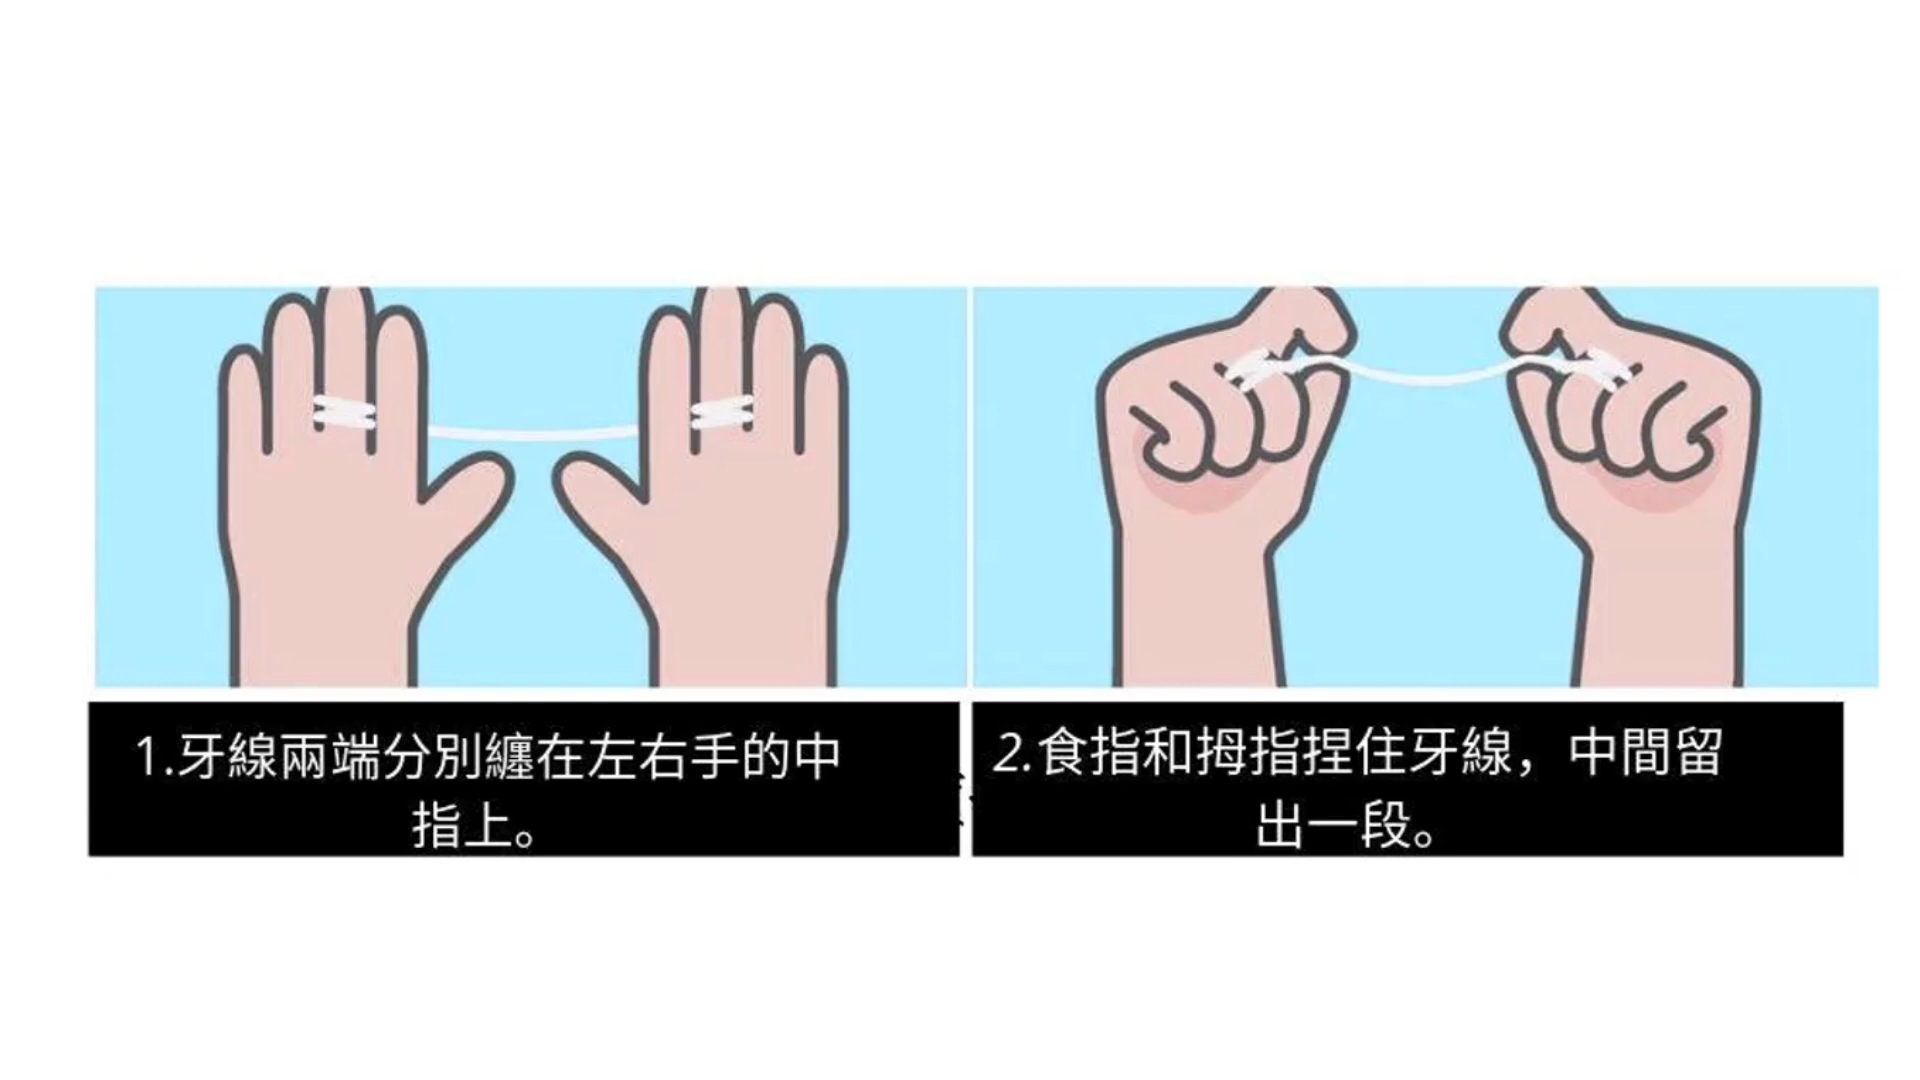 1.牙線兩端分別纏在左右手的中
指上。
2.食指和拇指捏住牙線，中間留
出一段。